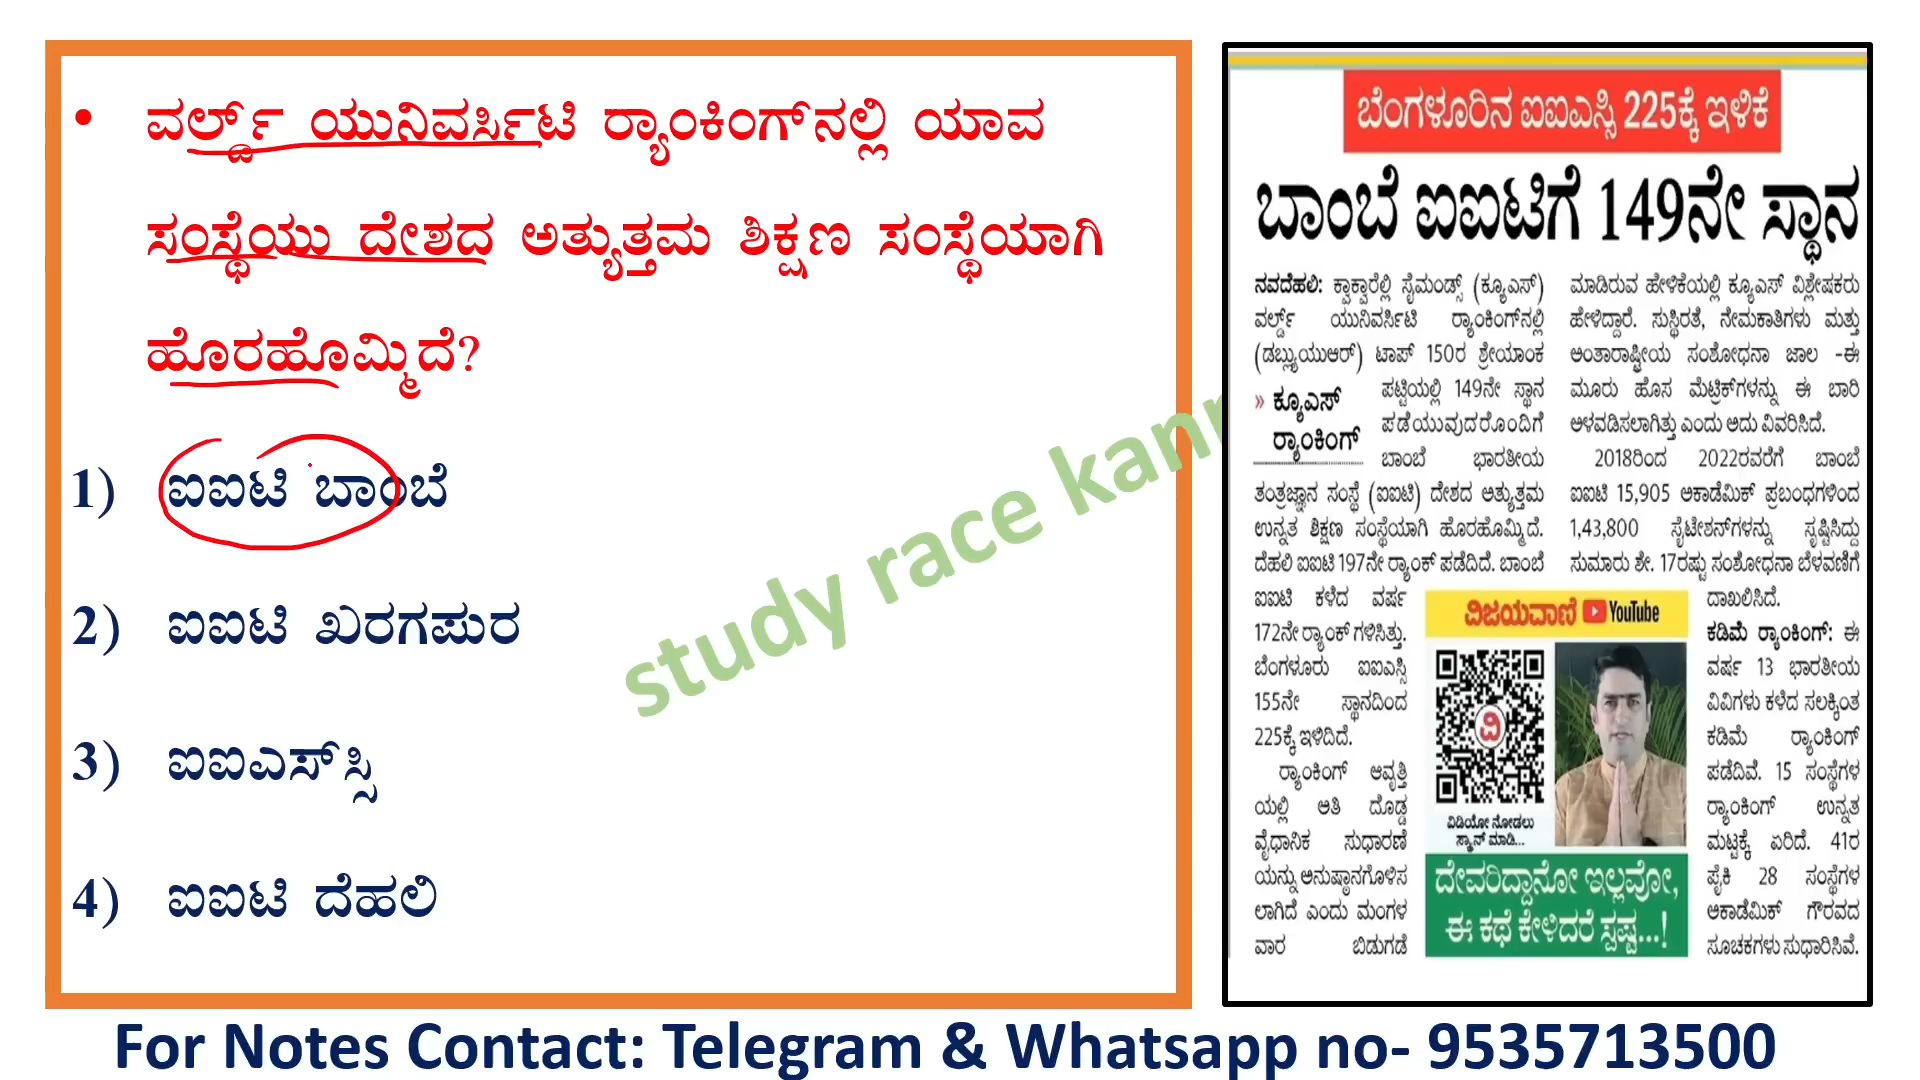 • ವರ್ಲ್ಡ್ ಯುನಿವರ್ಸಿಟಿ ರ‍್ಯಾಂಕಿಂಗ್‌ನಲ್ಲಿ ಯಾವ
ಸಂಸ್ಥೆಯು ದೇಶದ ಅತ್ಯುತ್ತಮ ಶಿಕ್ಷಣ ಸಂಸ್ಥೆಯಾಗಿ
ಹೊರಹೊಮ್ಮಿದೆ?
1) ಐಐಟಿ ಬಾಂಬೆ
2) ಐಐಟಿ ಖರಗಪುರ
3) ಐಐಎಸ್‌ಸ್ಸಿ
4) ಐಐಟಿ ದೆಹಲಿ
study race kann
ಬೆಂಗಳೂರಿನ ಐಐಎಸ್ಸಿ 225ಕ್ಕೆ ಇಳಿಕೆ
ಬಾಂಬೆ ಐಐಟಿಗೆ 149ನೇ ಸ್ಥಾನ
ನವದೆಹಲಿ: ಕ್ವಾಕ್ವಾರೆಲ್ಲಿ ಸೈಮಂಡ್ಸ್ (ಕ್ಯೂಎಸ್)
ವರ್ಲ್ಡ್ ಯುನಿವರ್ಸಿಟಿ ರ‍್ಯಾಂಕಿಂಗ್‌ನಲ್ಲಿ
(ಡಬ್ಲ್ಯುಯುಆರ್) ಟಾಪ್ 150ರ ಶ್ರೇಯಾಂಕ
ಪಟ್ಟಿಯಲ್ಲಿ 149ನೇ ಸ್ಥಾನ
ಪಡೆಯುವುದರೊಂದಿಗೆ
ಬಾಂಬೆ ಭಾರತೀಯ
» ಕ್ಯೂಎಸ್
ರ‍್ಯಾಂಕಿಂಗ್
ತಂತ್ರಜ್ಞಾನ ಸಂಸ್ಥೆ (ಐಐಟಿ) ದೇಶದ ಅತ್ಯುತ್ತಮ
ಉನ್ನತ ಶಿಕ್ಷಣ ಸಂಸ್ಥೆಯಾಗಿ ಹೊರಹೊಮ್ಮಿದೆ.
ದೆಹಲಿ ಐಐಟಿ 197ನೇ ರ‍್ಯಾಂಕ್ ಪಡೆದಿದೆ. ಬಾಂಬೆ
ಐಐಟಿ ಕಳೆದ ವರ್ಷ
172ನೇ ರ‍್ಯಾಂಕ್ ಗಳಿಸಿತ್ತು.
ಬೆಂಗಳೂರು ಐಐಎಸ್ಸಿ
155ನೇ ಸ್ಥಾನದಿಂದ
225ಕ್ಕೆ ಇಳಿದಿದೆ.
ರ‍್ಯಾಂಕಿಂಗ್ ಆವೃತ್ತಿ
ಯಲ್ಲಿ ಅತಿ ದೊಡ್ಡ
ವೈಧಾನಿಕ ಸುಧಾರಣೆ
ಯನ್ನು ಅನುಷ್ಠಾನಗೊಳಿಸ
ಲಾಗಿದೆ ಎಂದು ಮಂಗಳ
ವಾರ ಬಿಡುಗಡೆ
ಮಾಡಿರುವ ಹೇಳಿಕೆಯಲ್ಲಿ ಕ್ಯೂಎಸ್ ವಿಶ್ಲೇಷಕರು
ಹೇಳಿದ್ದಾರೆ. ಸುಸ್ಥಿರತೆ, ನೇಮಕಾತಿಗಳು ಮತ್ತು
ಅಂತಾರಾಷ್ಟ್ರೀಯ ಸಂಶೋಧನಾ ಜಾಲ -ಈ
ಮೂರು ಹೊಸ ಮೆಟ್ರಿಕ್‌ಗಳನ್ನು ಈ ಬಾರಿ
ಅಳವಡಿಸಲಾಗಿತ್ತು ಎಂದು ಅದು ವಿವರಿಸಿದೆ.
2018ರಿಂದ 2022ರವರೆಗೆ ಬಾಂಬೆ
ಐಐಟಿ 15,905 ಅಕಾಡೆಮಿಕ್ ಪ್ರಬಂಧಗಳಿಂದ
1,43,800 ಸೈಟೇಶನ್‌ಗಳನ್ನು ಸೃಷ್ಟಿಸಿದ್ದು
ಸುಮಾರು ಶೇ. 17ರಷ್ಟು ಸಂಶೋಧನಾ ಬೆಳವಣಿಗೆ
ದಾಖಲಿಸಿದೆ.
ಕಡಿಮೆ ರ‍್ಯಾಂಕಿಂಗ್: ಈ
ವರ್ಷ 13 ಭಾರತೀಯ
ವಿವಿಗಳು ಕಳೆದ ಸಲಕ್ಕಿಂತ
ಕಡಿಮೆ ರ‍್ಯಾಂಕಿಂಗ್
ಪಡೆದಿವೆ. 15 ಸಂಸ್ಥೆಗಳ
ರ‍್ಯಾಂಕಿಂಗ್ ಉನ್ನತ
ಮಟ್ಟಕ್ಕೆ ಏರಿದೆ. 41ರ
ಪೈಕಿ 28 ಸಂಸ್ಥೆಗಳ
ಅಕಾಡೆಮಿಕ್ ಗೌರವದ
ಸೂಚಕಗಳು ಸುಧಾರಿಸಿವೆ.
ವಿಜಯವಾಣಿ YouTube
ವಿ
ವಿಡಿಯೋ ನೋಡಲು
ಸ್ಕ್ಯಾನ್ ಮಾಡಿ...
ದೇವರಿದ್ದಾನೋ ಇಲ್ಲವೋ,
ಈ ಕಥೆ ಕೇಳಿದರೆ ಸ್ಪಷ್ಟ...!
For Notes Contact: Telegram & Whatsapp no- 9535713500